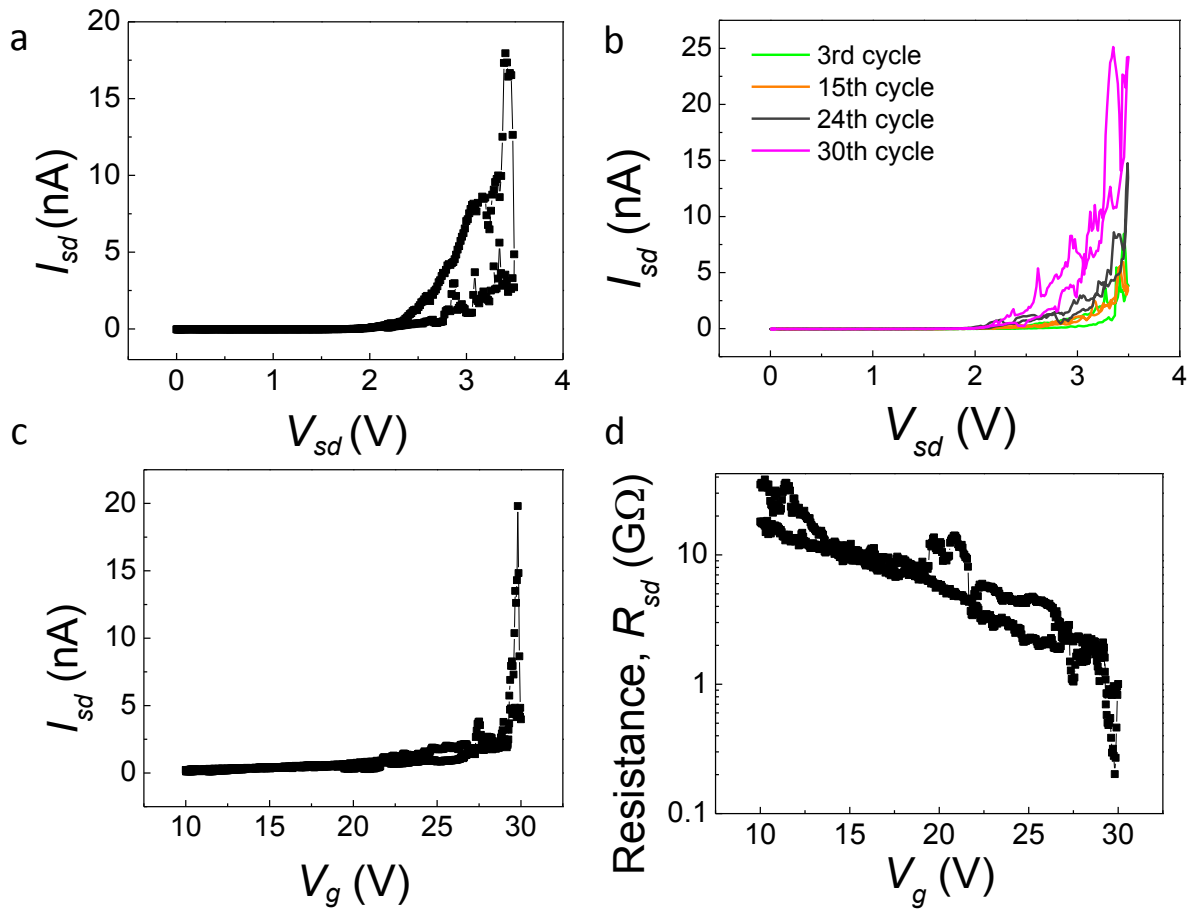 a
20
15
10
5
0
I_sd (nA)
0 1 2 3 4
V_sd (V)
b
3rd cycle
15th cycle
24th cycle
30th cycle
25
20
15
10
5
0
I_sd (nA)
0 1 2 3 4
V_sd (V)
c
20
15
10
5
0
I_sd (nA)
10 15 20 25 30
V_g (V)
d
10
1
0.1
Resistance, R_sd (GΩ)
10 15 20 25 30
V_g (V)